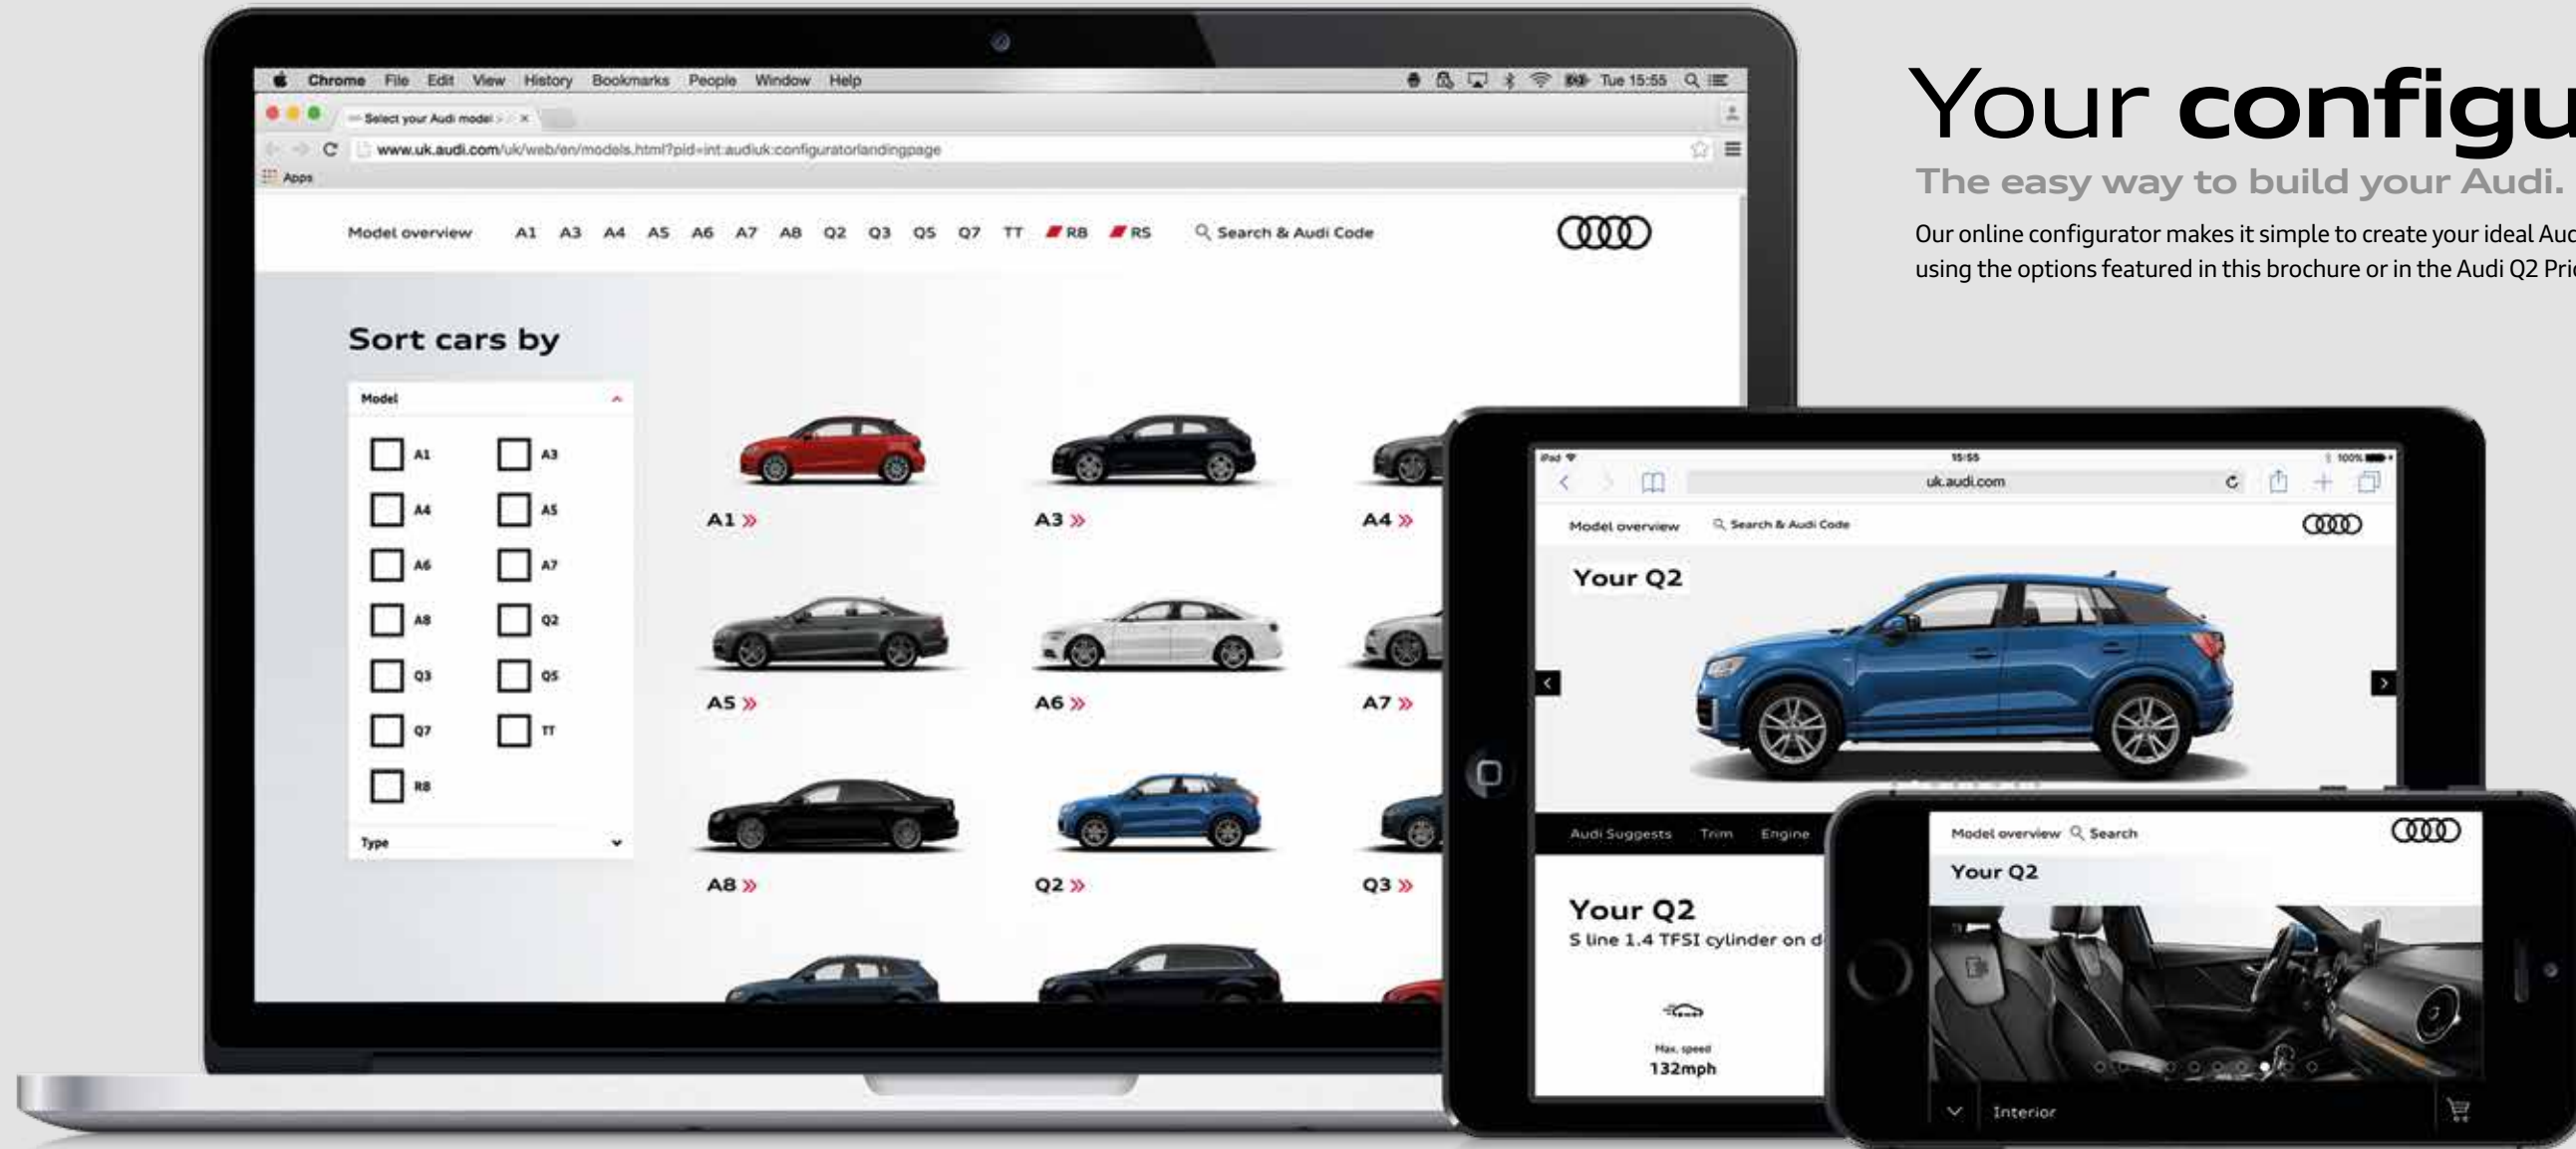 Chrome File Edit View History Bookmarks People Window Help Tue 15:55
Select your Audi model
www.uk.audi.com/uk/web/en/models.html?pid=int:audiuk:configuratorlandingpage
Apps
Model overview A1 A3 A4 A5 A6 A7 A8 Q2 Q3 Q5 Q7 TT R8 RS Search & Audi Code
Sort cars by
Model
A1 A3
A4 A5
A6 A7
A8 Q2
Q3 Q5
Q7 TT
R8
Type
A1 A3 A4
A5 A6 A7
A8 Q2 Q3
Your configu
The easy way to build your Audi.
Our online configurator makes it simple to create your ideal Aud
using the options featured in this brochure or in the Audi Q2 Pric
iPad 15:55 100%
uk.audi.com
Model overview Search & Audi Code
Your Q2
Audi Suggests Trim Engine
Your Q2
S line 1.4 TFSI cylinder on d
Max. speed
132mph
Model overview Search
Your Q2
Interior